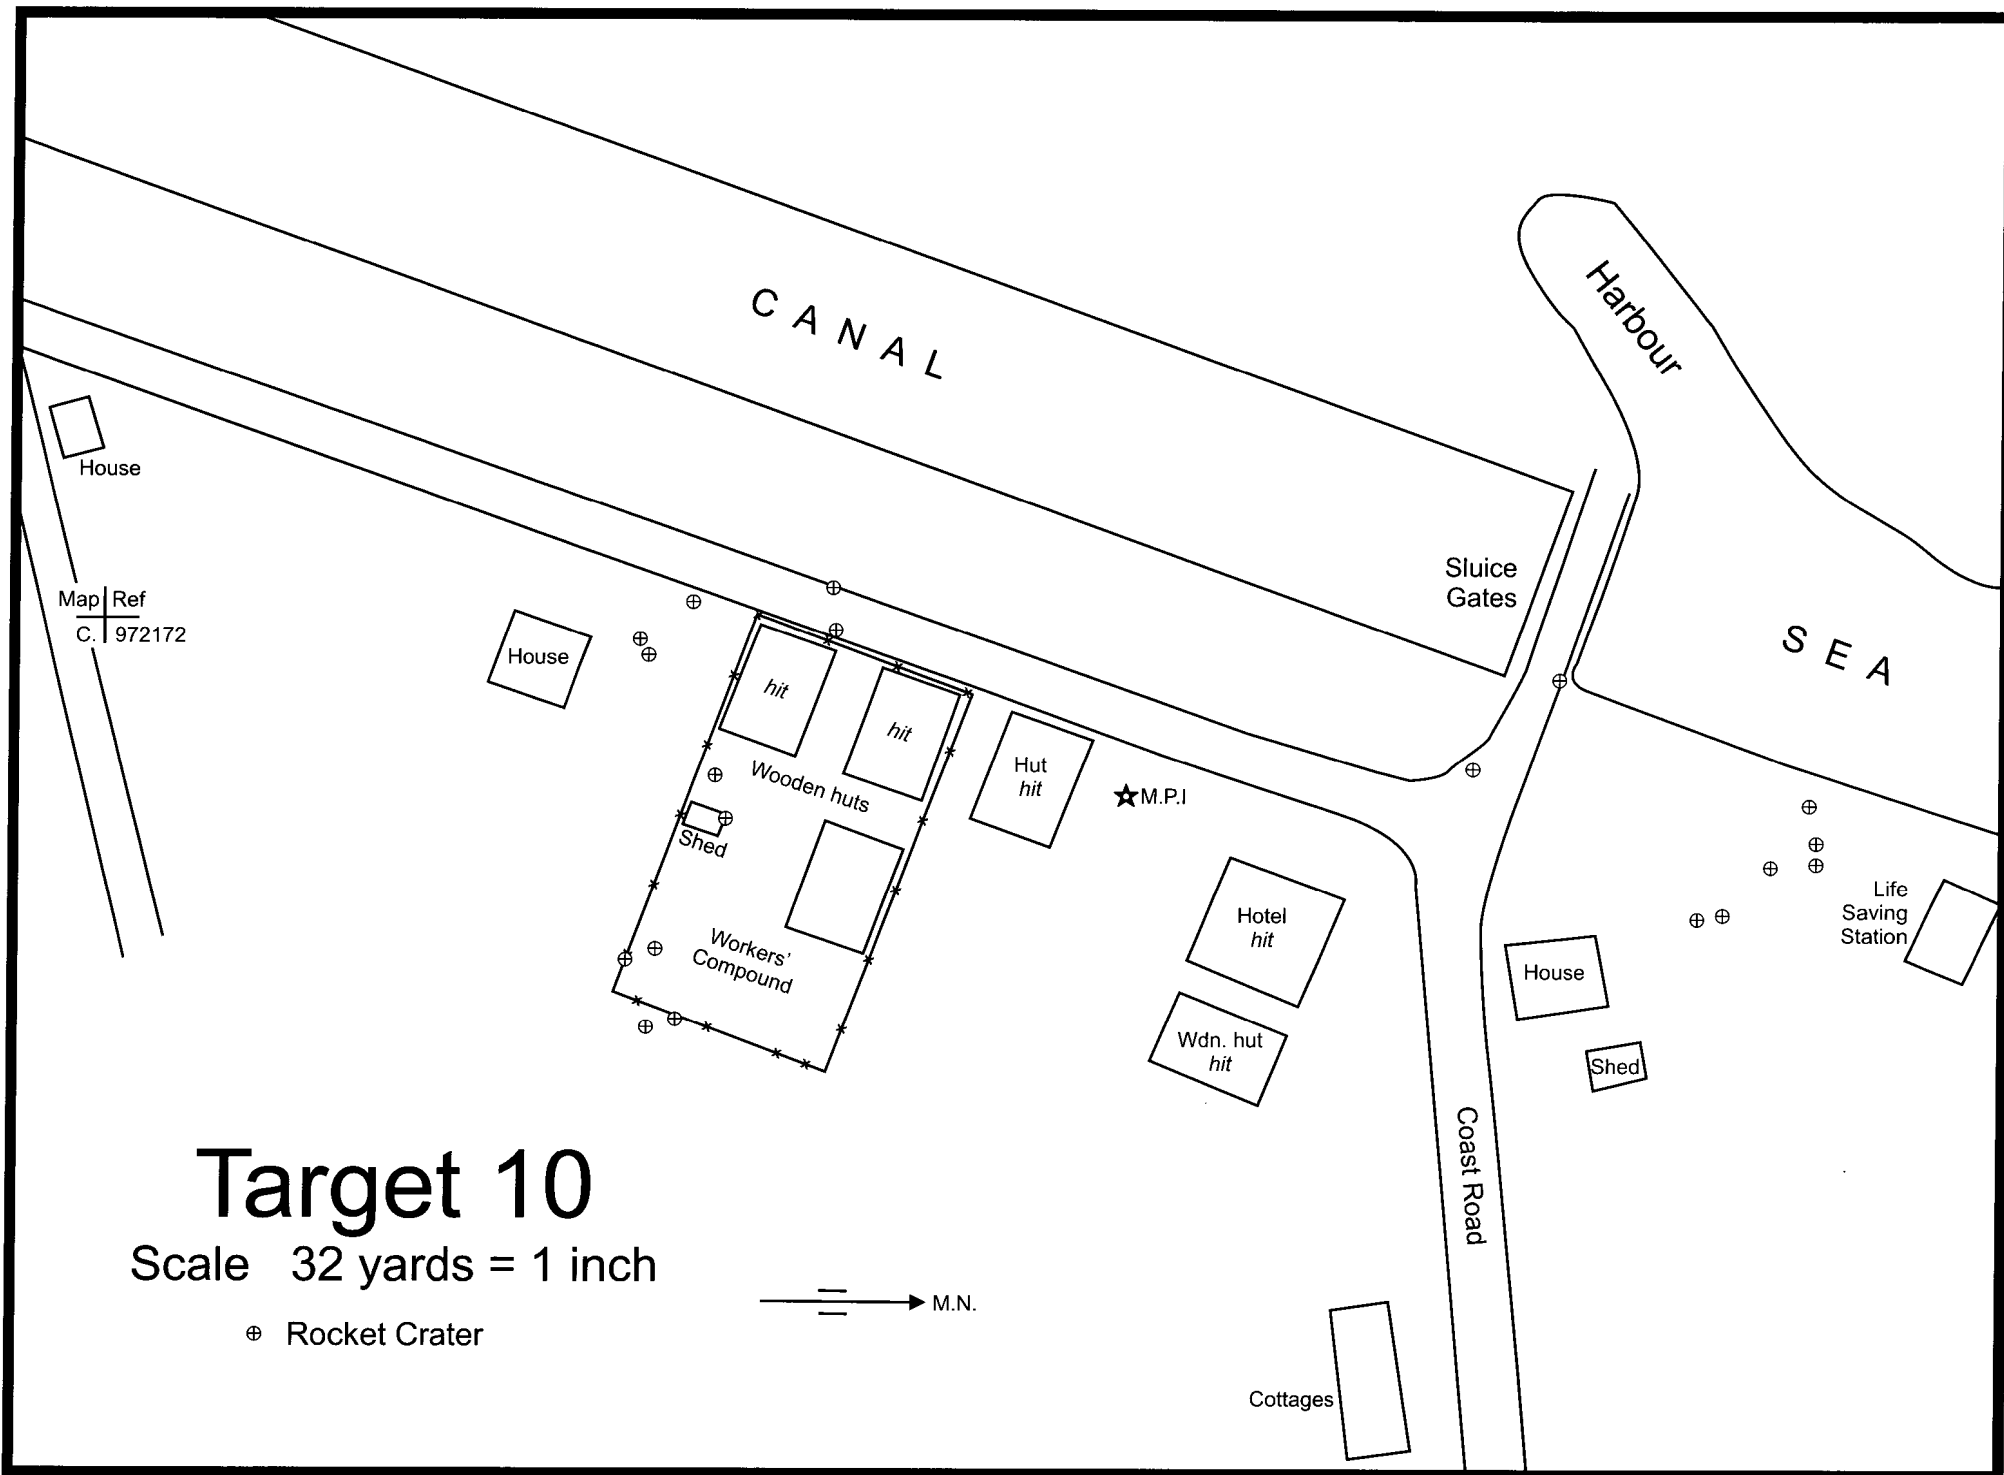 CANAL
Harbour
House
Sluice
Gates
Map Ref
C. 972172
SEA
House
hit
hit
Wooden huts
Hut
hit
M.P.I
Shed
Life
Saving
Station
Hotel
hit
Workers'
Compound
House
Wdn. hut
hit
Shed
Coast Road
Target 10
Scale 32 yards = 1 inch
M.N.
Rocket Crater
Cottages